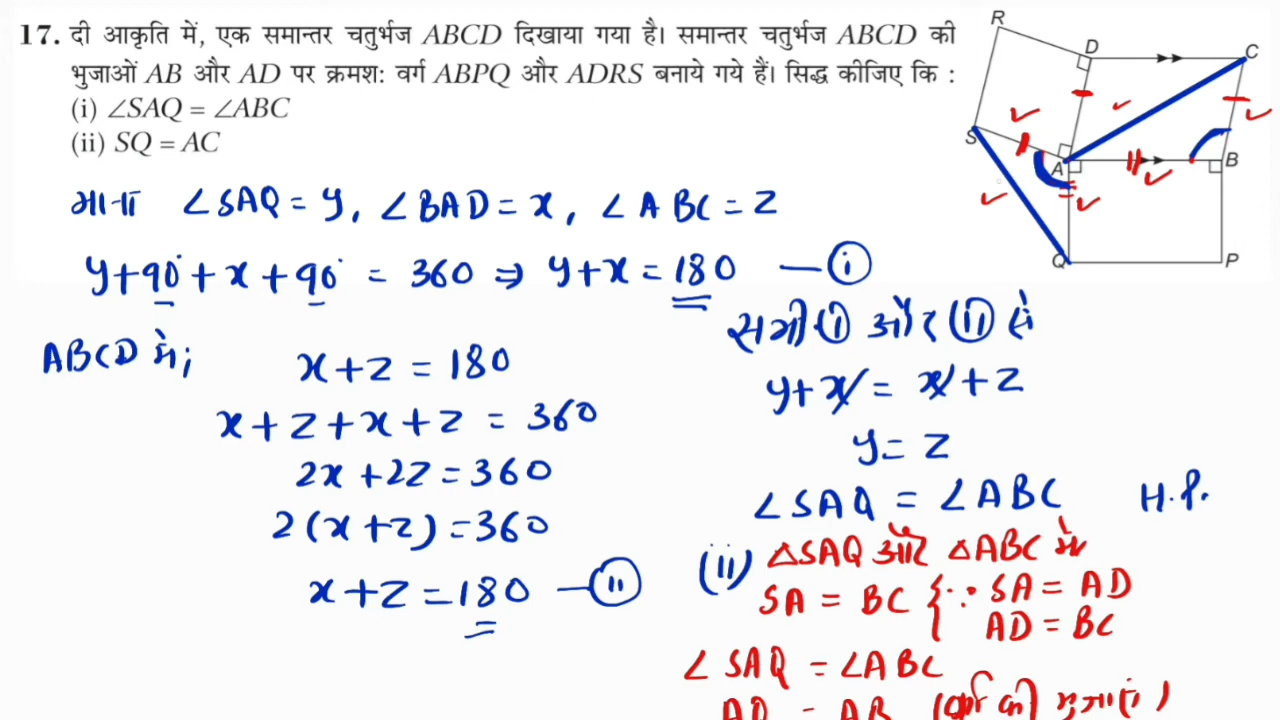 17. दी आकृति में, एक समान्तर चतुर्भज ABCD दिखाया गया है। समान्तर चतुर्भज ABCD की
भुजाओं AB और AD पर क्रमश: वर्ग ABPQ और ADRS बनाये गये हैं। सिद्ध कीजिए कि :
(i) ∠SAQ = ∠ABC
(ii) SQ = AC
R
D
C
S
A
B
Q
P
माना ∠SAQ = y, ∠BAD = x, ∠ABC = z
y+90°+x+90° = 360 ⇒ y+x = 180 — (i)
ABCD में;
x+z = 180
x+z+x+z = 360
2x+2z = 360
2(x+z) = 360
x+z = 180 — (ii)
समी (i) और (ii) से
y+x = x+z
y = z
∠SAQ = ∠ABC H.P.
(ii) △SAQ और △ABC में
SA = BC {∵ SA = AD
AD = BC
∠SAQ = ∠ABC
AQ = AB (वर्ग की भुजाएं)